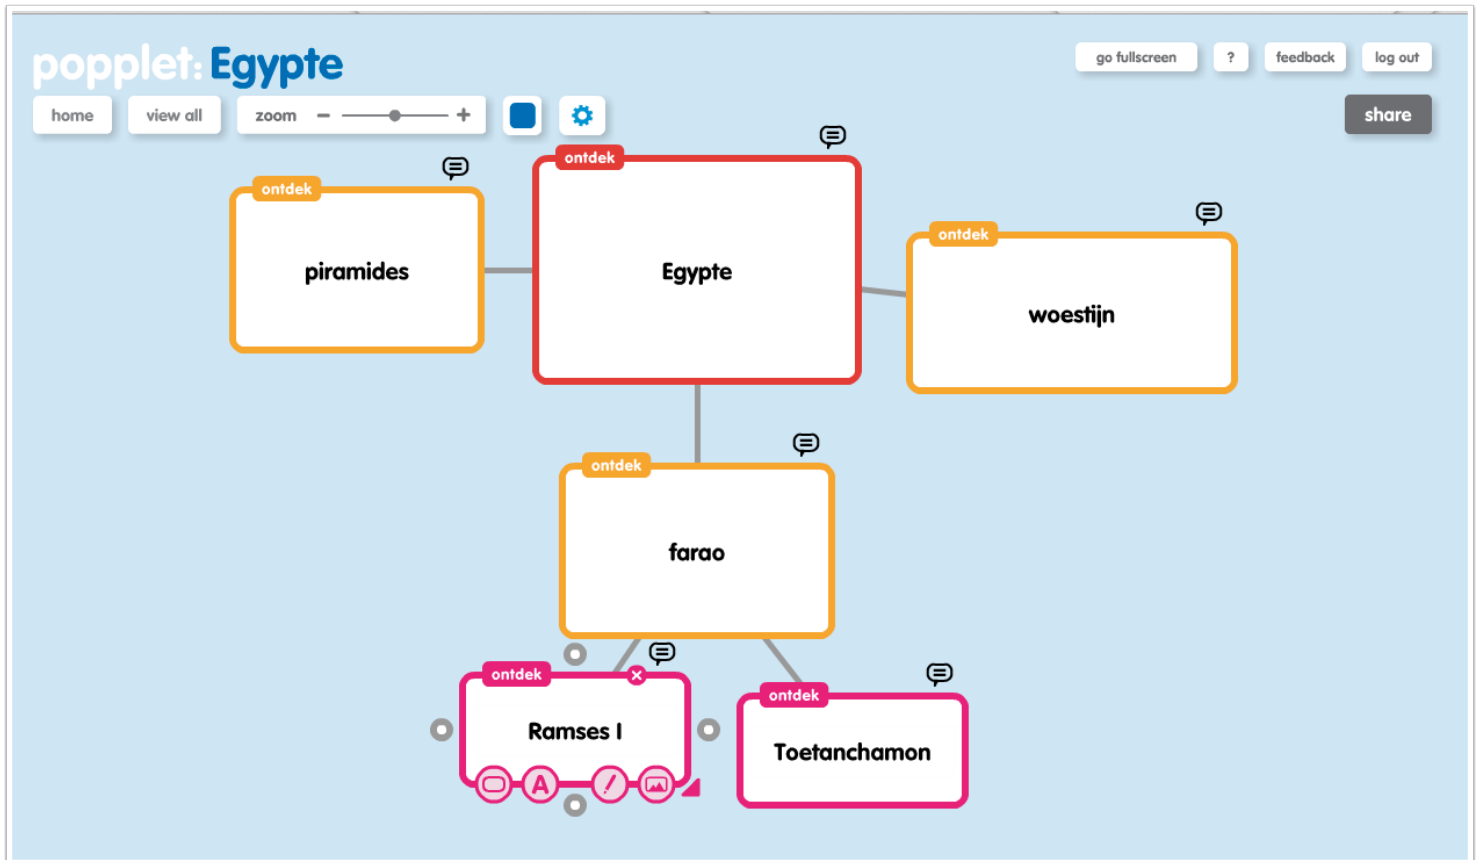 popplet: Egypte
go fullscreen
?
feedback
log out
home
view all
zoom
share
ontdek
piramides
ontdek
Egypte
ontdek
woestijn
ontdek
farao
ontdek
Ramses I
A
ontdek
Toetanchamon